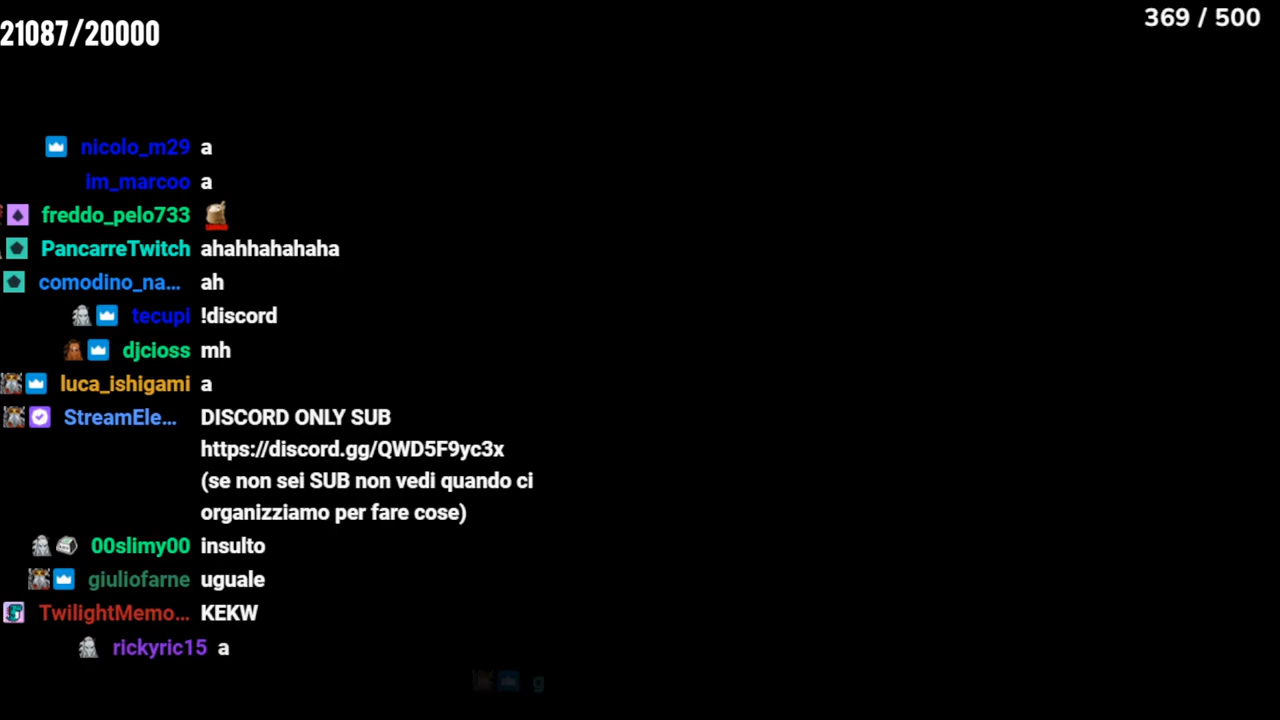 21087/20000
369 / 500
nicolo_m29 a
im_marcoo a
freddo_pelo733
PancarreTwitch ahahhahahaha
comodino_na... ah
tecupi !discord
djcioss mh
luca_ishigami a
StreamEle... DISCORD ONLY SUB
https://discord.gg/QWD5F9yc3x
(se non sei SUB non vedi quando ci
organizziamo per fare cose)
00slimy00 insulto
giuliofarne uguale
TwilightMemo... KEKW
rickyric15 a
g